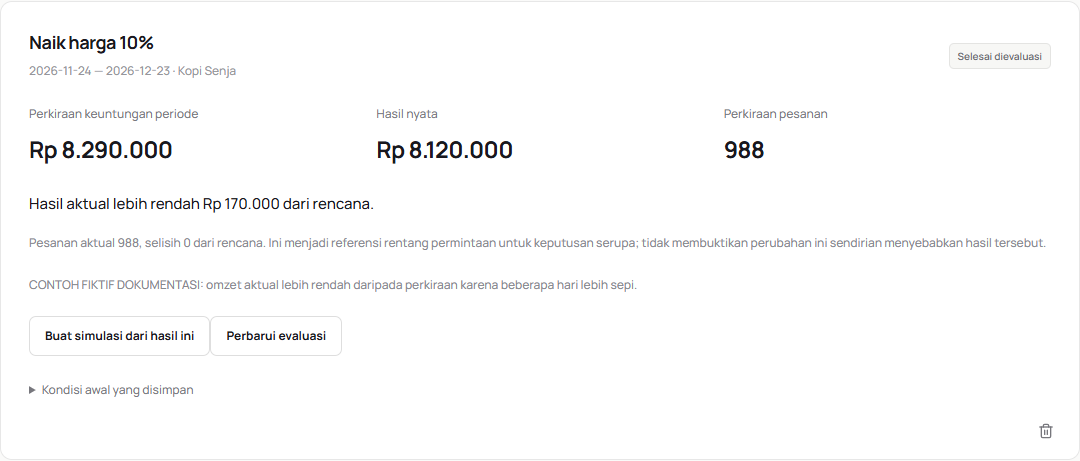 Naik harga 10%
2026-11-24 — 2026-12-23 · Kopi Senja
Selesai dievaluasi
Perkiraan keuntungan periode
Rp 8.290.000
Hasil nyata
Rp 8.120.000
Perkiraan pesanan
988
Hasil aktual lebih rendah Rp 170.000 dari rencana.
Pesanan aktual 988, selisih 0 dari rencana. Ini menjadi referensi rentang permintaan untuk keputusan serupa; tidak membuktikan perubahan ini sendirian menyebabkan hasil tersebut.
CONTOH FIKTIF DOKUMENTASI: omzet aktual lebih rendah daripada perkiraan karena beberapa hari lebih sepi.
Buat simulasi dari hasil ini
Perbarui evaluasi
Kondisi awal yang disimpan